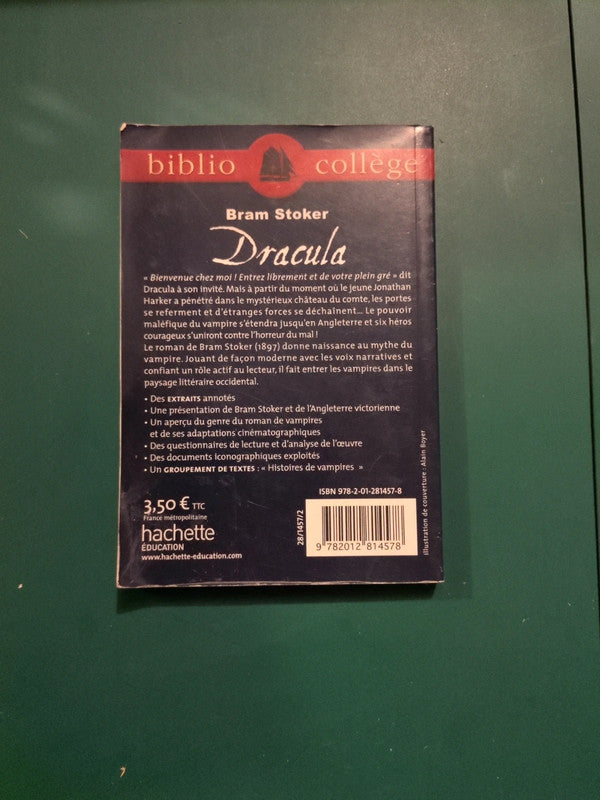 biblio collège
Bram Stoker
Dracula
« Bienvenue chez moi ! Entrez librement et de votre plein gré » dit
Dracula à son invité. Mais à partir du moment où le jeune Jonathan
Harker a pénétré dans le mystérieux château du comte, les portes
se referment et d'étranges forces se déchaînent... Le pouvoir
maléfique du vampire s'étendra jusqu'en Angleterre et six héros
courageux s'uniront contre l'horreur du mal !
Le roman de Bram Stoker (1897) donne naissance au mythe du
vampire. Jouant de façon moderne avec les voix narratives et
confiant un rôle actif au lecteur, il fait entrer les vampires dans le
paysage littéraire occidental.
• Des EXTRAITS annotés
• Une présentation de Bram Stoker et de l'Angleterre victorienne
• Un aperçu du genre du roman de vampires
et de ses adaptations cinématographiques
• Des questionnaires de lecture et d'analyse de l'œuvre
• Des documents iconographiques exploités
• Un GROUPEMENT DE TEXTES : « Histoires de vampires »
ISBN 978-2-01-281457-8
3,50 € TTC
France métropolitaine
hachette
ÉDUCATION
www.hachette-education.com
28/1457/2
9 782012 814578
Illustration de couverture : Alain Boyer